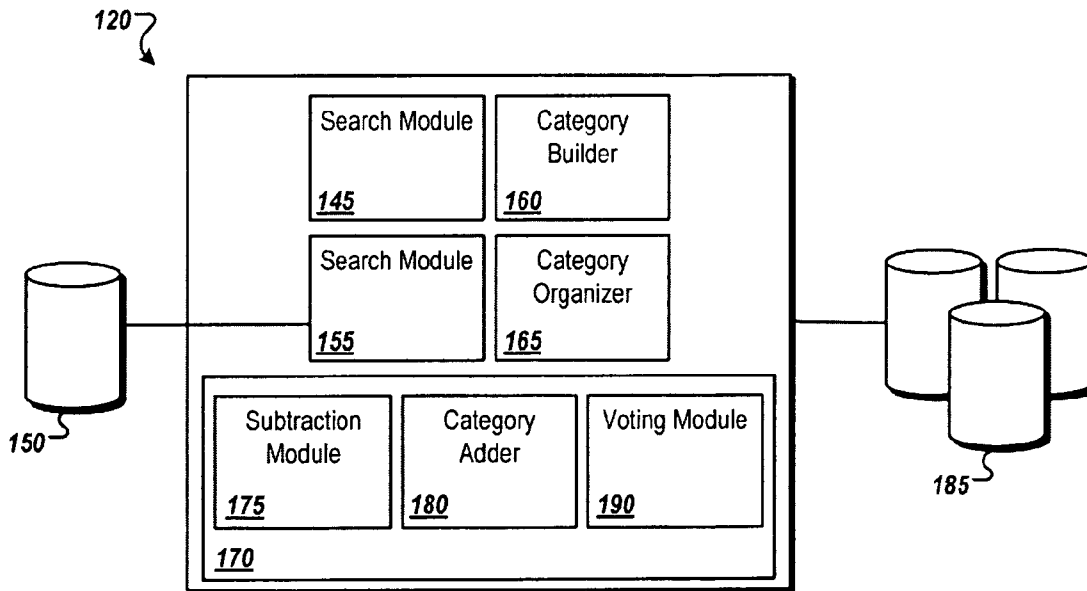 120
Search Module
145
Category
Builder
160
Search Module
155
Category
Organizer
165
150
185
Subtraction
Module
175
Category
Adder
180
Voting Module
190
170